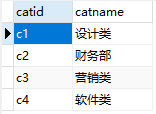 catid catname
c1 设计类
c2 财务部
c3 营销类
c4 软件类